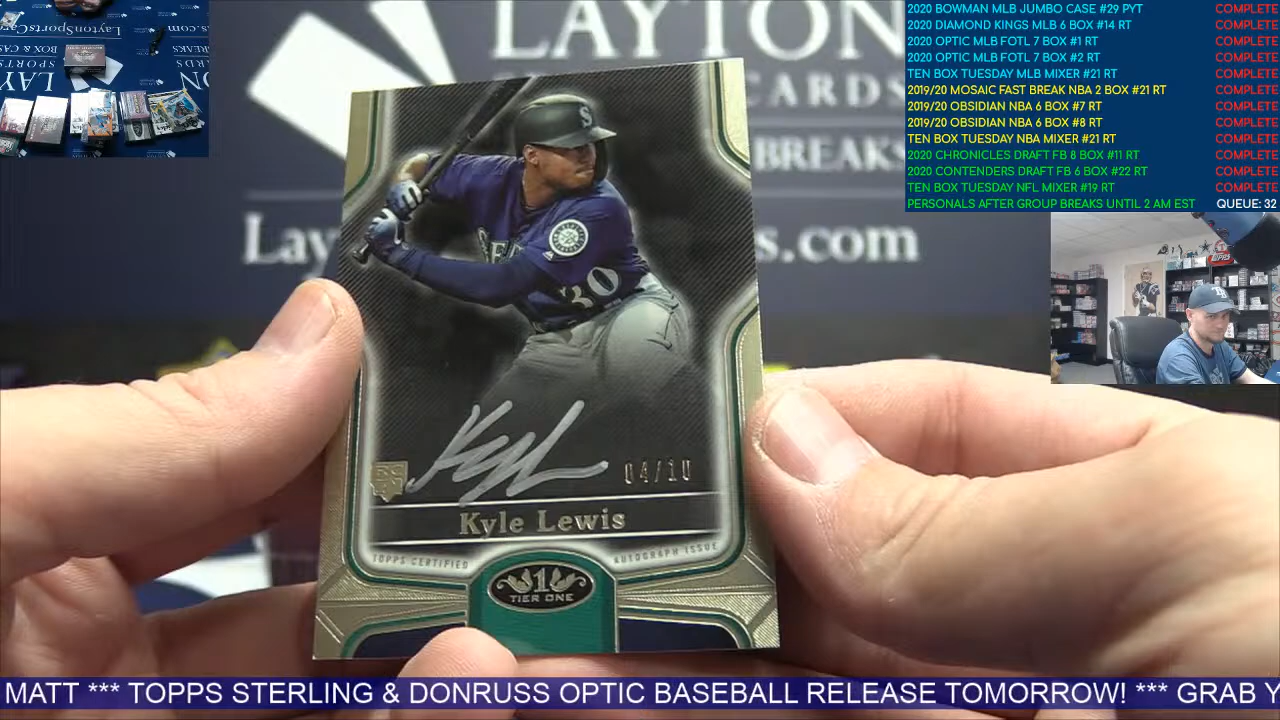 2020 BOWMAN MLB JUMBO CASE #29 PYT COMPLETE
2020 DIAMOND KINGS MLB 6 BOX #14 RT COMPLETE
2020 OPTIC MLB FOTL 7 BOX #1 RT COMPLETE
2020 OPTIC MLB FOTL 7 BOX #2 RT COMPLETE
TEN BOX TUESDAY MLB MIXER #21 RT COMPLETE
2019/20 MOSAIC FAST BREAK NBA 2 BOX #21 RT COMPLETE
2019/20 OBSIDIAN NBA 6 BOX #7 RT COMPLETE
2019/20 OBSIDIAN NBA 6 BOX #8 RT COMPLETE
TEN BOX TUESDAY NBA MIXER #21 RT COMPLETE
2020 CHRONICLES DRAFT FB 8 BOX #11 RT COMPLETE
2020 CONTENDERS DRAFT FB 6 BOX #22 RT COMPLETE
TEN BOX TUESDAY NFL MIXER #19 RT COMPLETE
PERSONALS AFTER GROUP BREAKS UNTIL 2 AM EST QUEUE: 32
LAYTON
CARDS
BREAKS
Lay s.com
S
30
04/10
RC
Kyle Lewis
TOPPS CERTIFIED AUTOGRAPH ISSUE
1
TIER ONE
MATT *** TOPPS STERLING & DONRUSS OPTIC BASEBALL RELEASE TOMORROW! *** GRAB Y